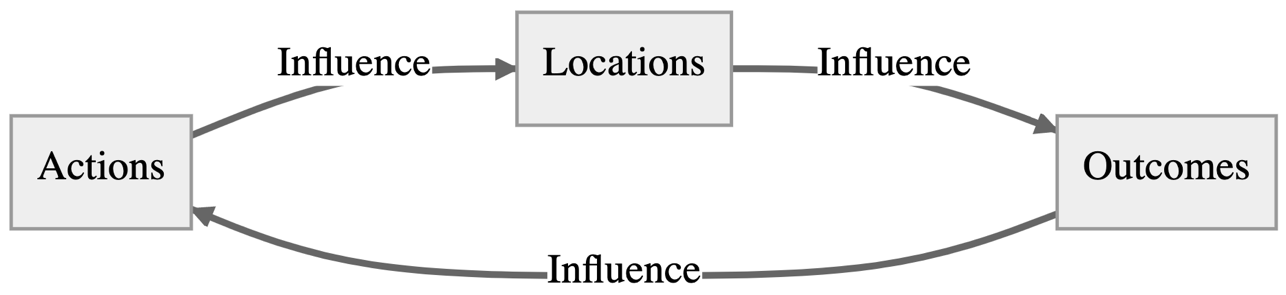 Influence
Locations
Influence
Actions
Outcomes
Influence